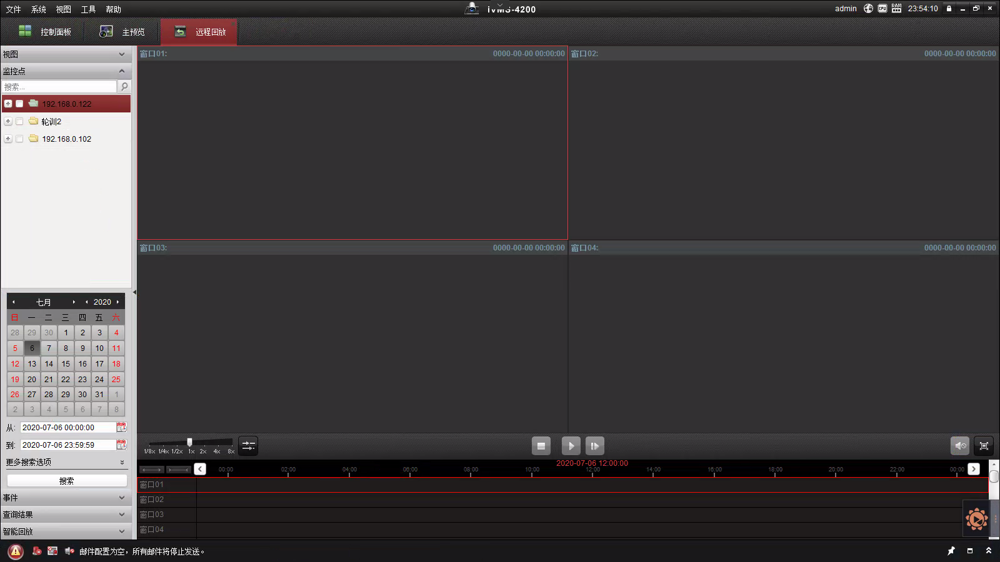 文件 系统 视图 工具 帮助 iVMS-4200 admin 23:54:10
控制面板 主预览 远程回放
视图
监控点
搜索...
192.168.0.122
轮训2
192.168.0.102
窗口01: 0000-00-00 00:00:00
窗口02: 0000-00-00 00:00:00
窗口03: 0000-00-00 00:00:00
窗口04: 0000-00-00 00:00:00
七月 2020
日 一 二 三 四 五 六
28 29 30 1 2 3 4
5 6 7 8 9 10 11
12 13 14 15 16 17 18
19 20 21 22 23 24 25
26 27 28 29 30 31 1
2 3 4 5 6 7 8
从: 2020-07-06 00:00:00
到: 2020-07-06 23:59:59
更多搜索选项
搜索
事件
查询结果
智能回放
1/8x 1/4x 1/2x 1x 2x 4x 8x
2020-07-06 12:00:00
00:00 02:00 04:00 06:00 08:00 10:00 12:00 14:00 16:00 18:00 20:00 22:00 00:00
窗口01
窗口02
窗口03
窗口04
邮件配置为空，所有邮件将停止发送。